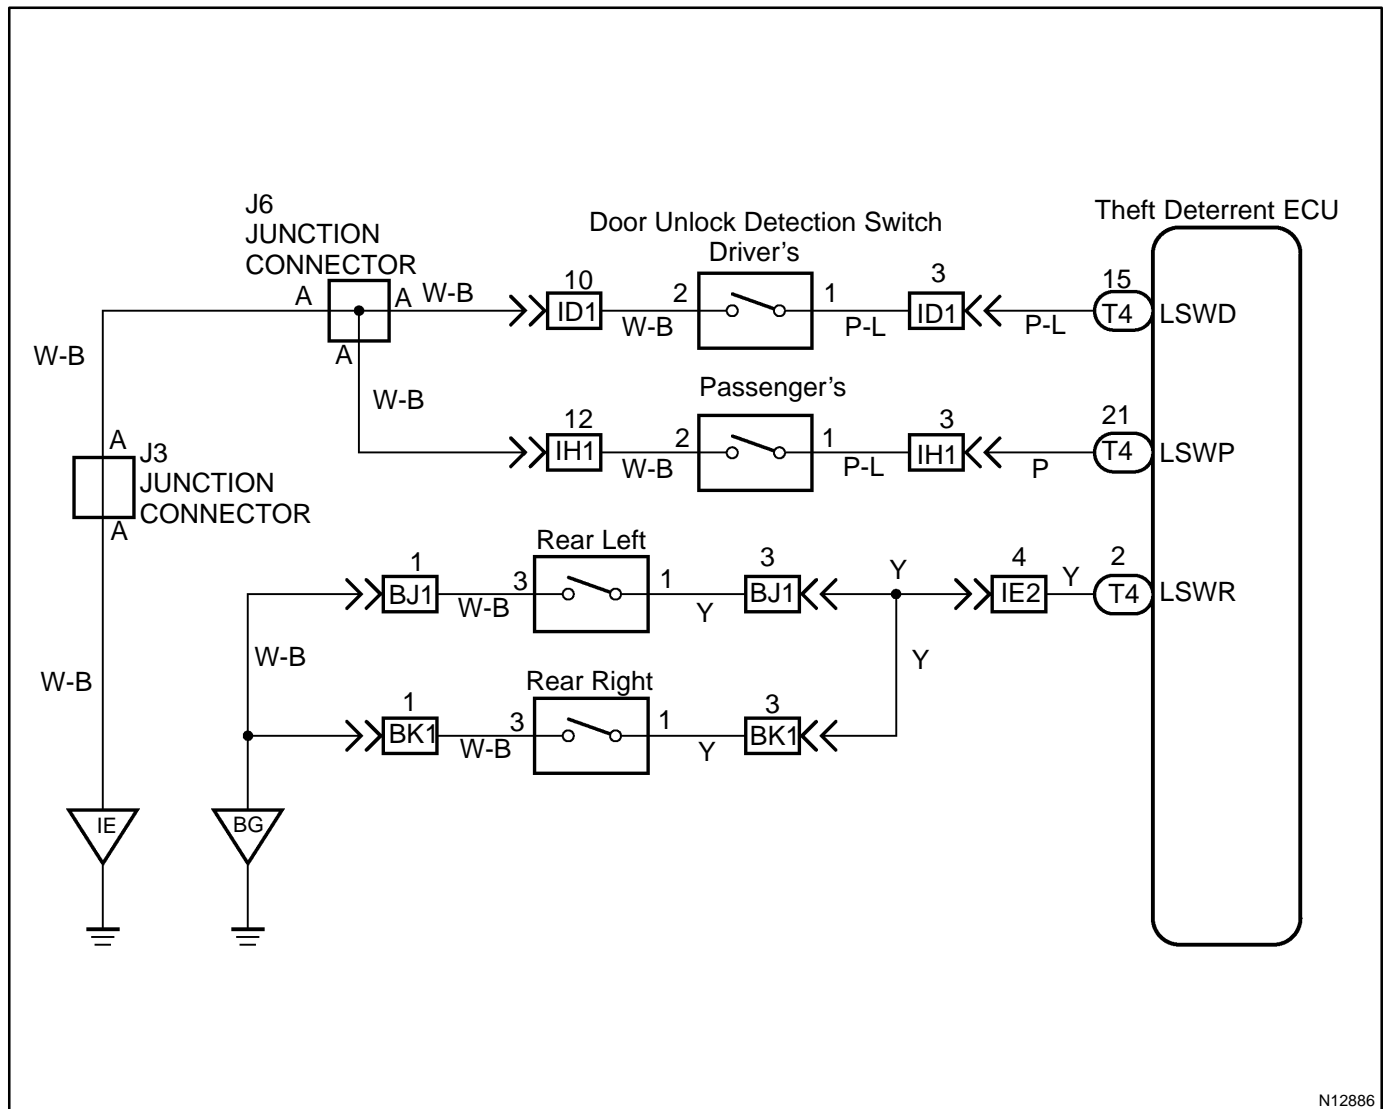 J6
JUNCTION
CONNECTOR
Door Unlock Detection Switch
Driver's
Theft Deterrent ECU
A
A
W-B
10
ID1
W-B
2
1
P-L
3
ID1
P-L
15
T4
LSWD
A
W-B
W-B
Passenger's
12
IH1
W-B
2
1
P-L
3
IH1
P
21
T4
LSWP
A
J3
JUNCTION
CONNECTOR
A
Rear Left
1
BJ1
W-B
3
1
Y
3
BJ1
Y
4
IE2
Y
2
T4
LSWR
W-B
Y
W-B
Rear Right
1
BK1
W-B
3
1
Y
3
BK1
IE
BG
N12886